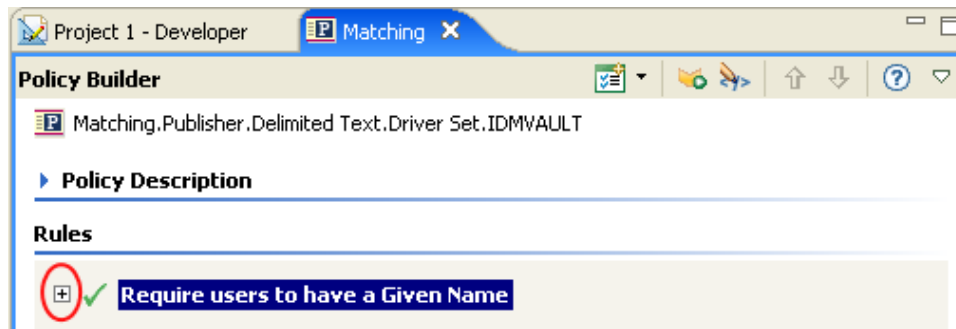 Project 1 - Developer
Matching
Policy Builder
Matching.Publisher.Delimited Text.Driver Set.IDMVAULT
Policy Description
Rules
Require users to have a Given Name